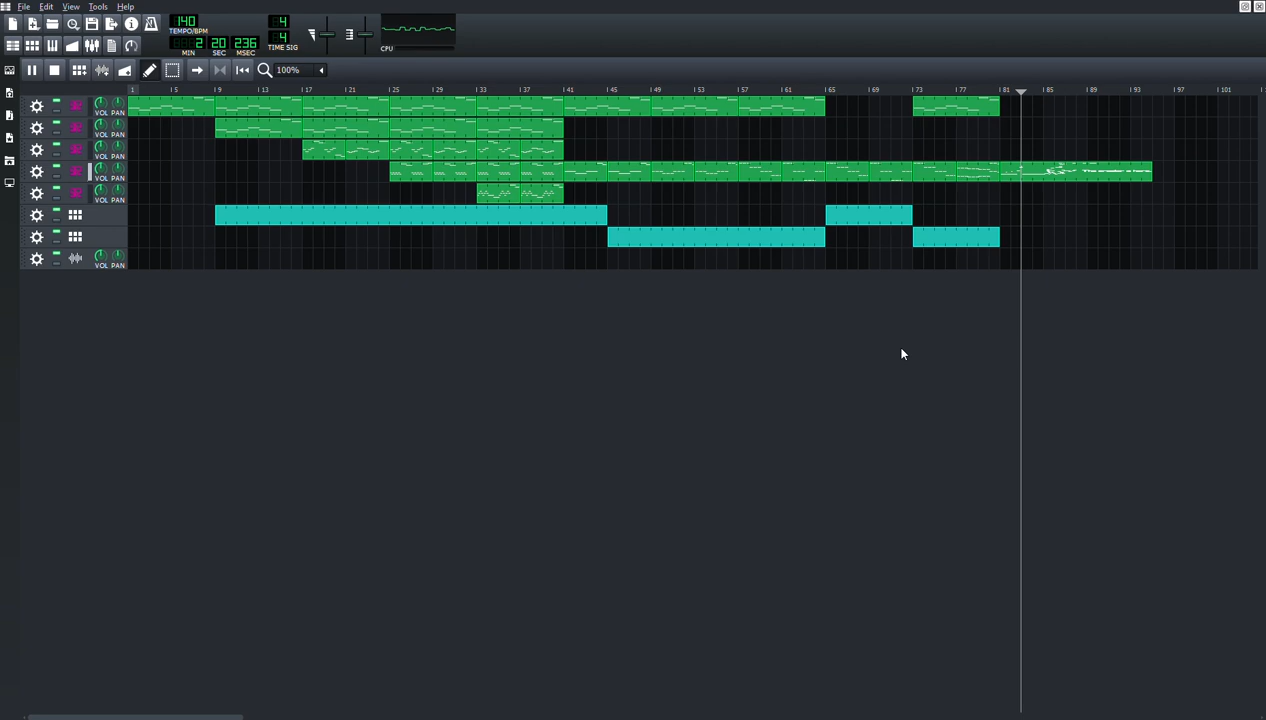 File Edit View Tools Help
140
TEMPO/BPM
2 20 236
MIN SEC MSEC
4
4
TIME SIG
CPU
100%
1 5 9 13 17 21 25 29 33 37 41 45 49 53 57 61 65 69 73 77 81 85 89 93 97 101
VOL PAN
VOL PAN
VOL PAN
VOL PAN
VOL PAN
VOL PAN